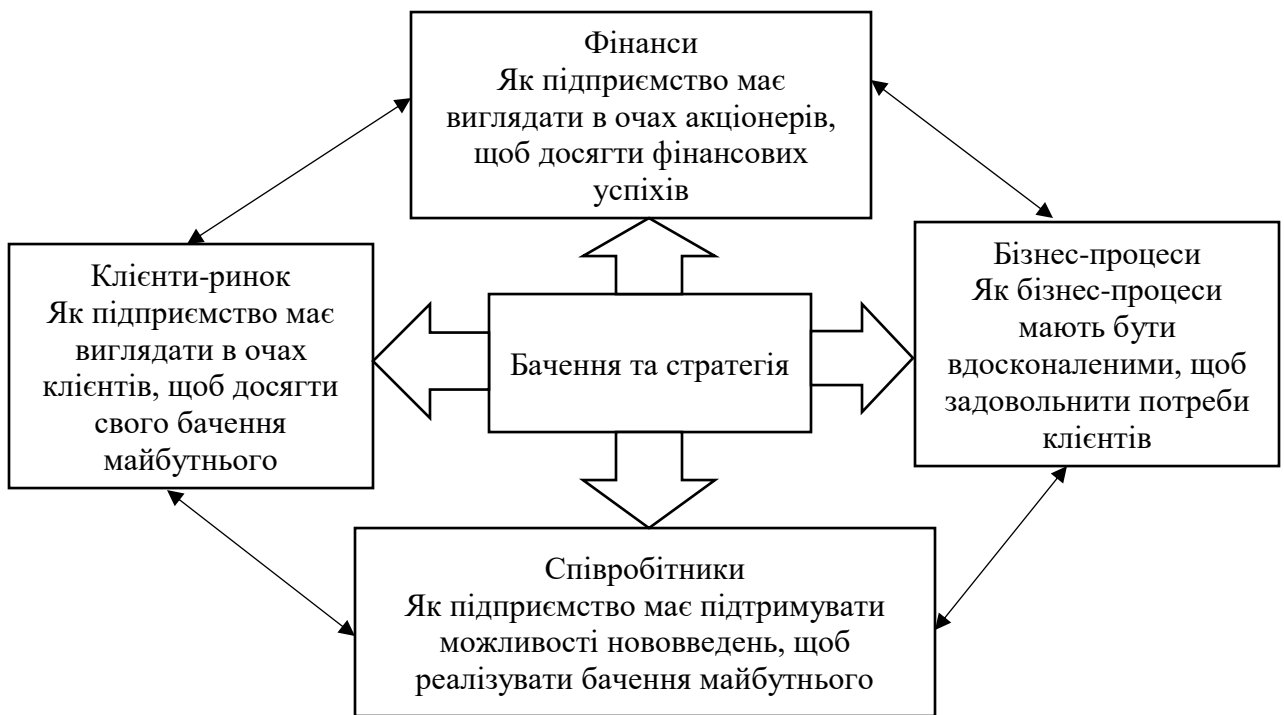 Фінанси
Як підприємство має
виглядати в очах акціонерів,
щоб досягти фінансових
успіхів
Клієнти-ринок
Як підприємство має
виглядати в очах
клієнтів, щоб досягти
свого бачення
майбутнього
Бачення та стратегія
Бізнес-процеси
Як бізнес-процеси
мають бути
вдосконаленими, щоб
задовольнити потреби
клієнтів
Співробітники
Як підприємство має підтримувати
можливості нововведень, щоб
реалізувати бачення майбутнього